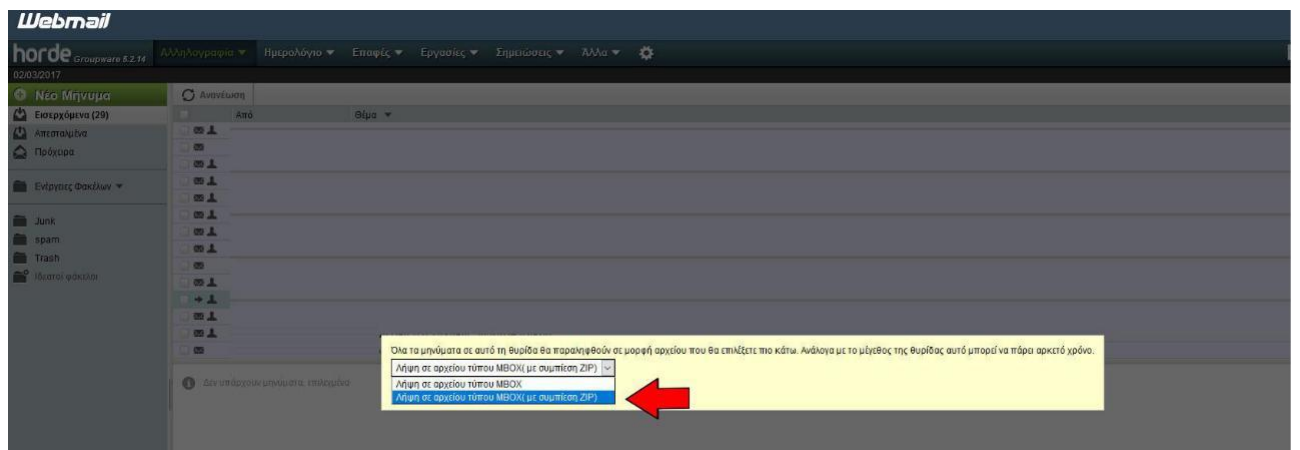 Webmail
horde Groupware 5.2.14
Αλληλογραφία Ημερολόγιο Επαφές Εργασίες Σημειώσεις Άλλα
02/03/2017
Νέο Μήνυμα
Ανανέωση
Εισερχόμενα (29)
Από Θέμα
Απεσταλμένα
Πρόχειρα
Ενέργειες Φακέλων
Junk
spam
Trash
Ιδεατοί φάκελοι
Όλα τα μηνύματα σε αυτό τη θυρίδα θα παραληφθούν σε μορφή αρχείου που θα επιλέξετε πιο κάτω. Ανάλογα με το μέγεθος της θυρίδας αυτό μπορεί να πάρει αρκετό χρόνο.
Λήψη σε αρχείου τύπου MBOX( με συμπίεση ZIP)
Λήψη σε αρχείου τύπου MBOX
Λήψη σε αρχείου τύπου MBOX( με συμπίεση ZIP)
Δεν υπάρχουν μηνύματα, επιλεγμένο